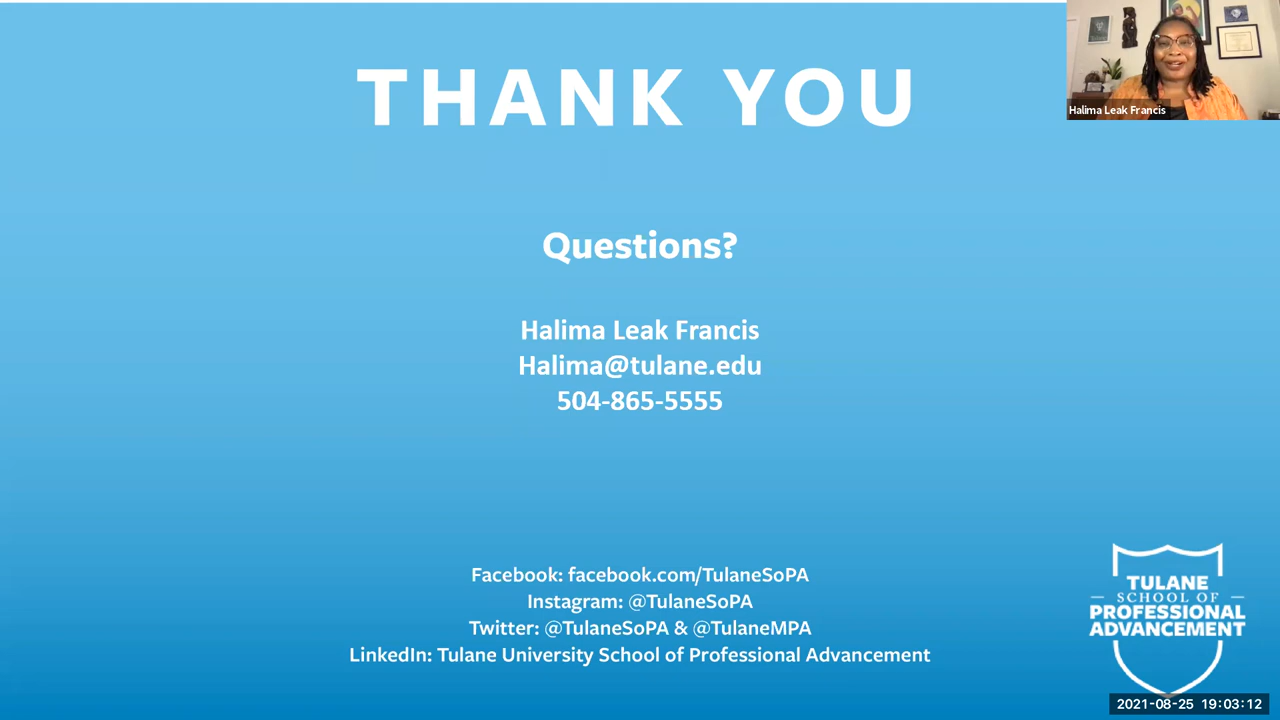 THANK YOU
Halima Leak Francis
Questions?
Halima Leak Francis
Halima@tulane.edu
504-865-5555
Facebook: facebook.com/TulaneSoPA
Instagram: @TulaneSoPA
Twitter: @TulaneSoPA & @TulaneMPA
LinkedIn: Tulane University School of Professional Advancement
TULANE
SCHOOL OF
PROFESSIONAL
ADVANCEMENT
2021-08-25 19:03:12